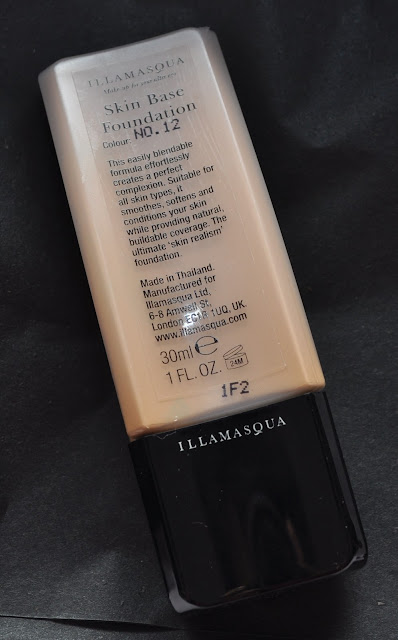 ILLAMASQUA
Make-up for your alter ego
Skin Base
Foundation
Colour: NO.12
This easily blendable
formula effortlessly
creates a perfect
complexion. Suitable for
all skin types, it
smoothes, softens and
conditions your skin
while providing natural,
buildable coverage. The
ultimate 'skin realism'
foundation.
Made in Thailand.
Manufactured for
Illamasqua Ltd,
6-8 Amwell St,
London EC1R 1UQ, UK.
www.illamasqua.com
30ml e
1 FL. OZ. 24M
1F2
ILLAMASQUA